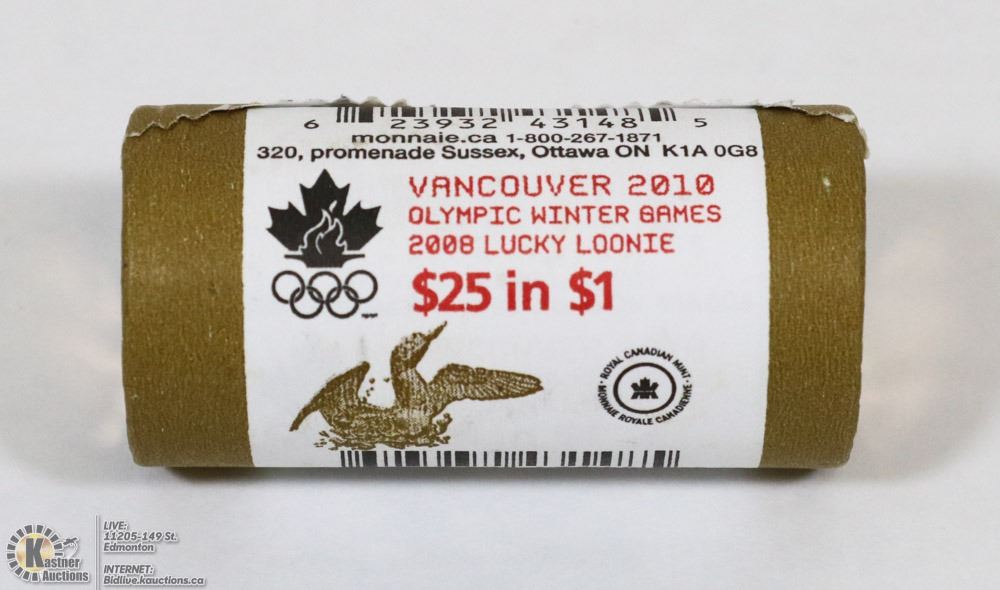 6 23932 43148 5
monnaie.ca 1-800-267-1871
320, promenade Sussex, Ottawa ON K1A 0G8
VANCOUVER 2010
OLYMPIC WINTER GAMES
2008 LUCKY LOONIE
$25 in $1
ROYAL CANADIAN MINT
MONNAIE ROYALE CANADIENNE
Kastner
Auctions
LIVE:
11205-149 St.
Edmonton
INTERNET:
Bidlive.kauctions.ca